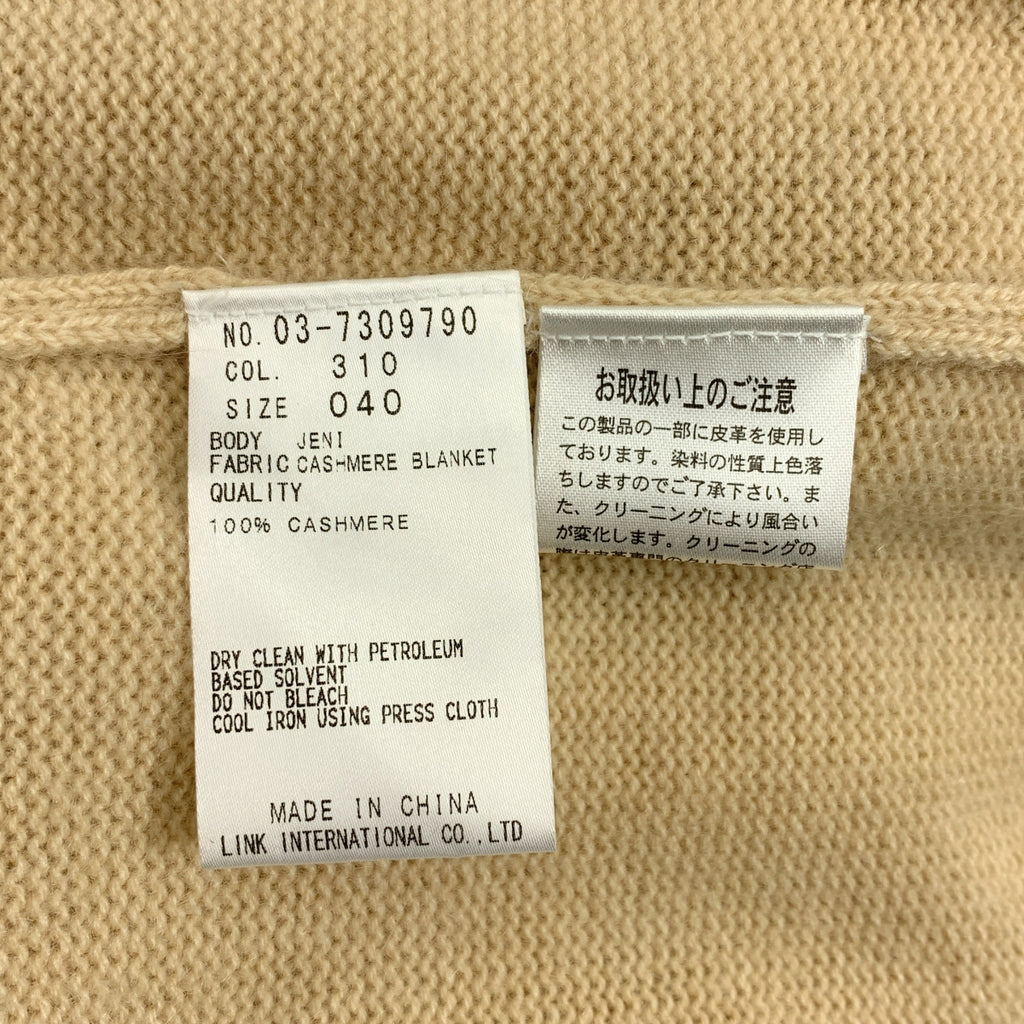 NO. 03-7309790
COL. 310
SIZE 040
BODY JENI
FABRIC CASHMERE BLANKET
QUALITY
100% CASHMERE
DRY CLEAN WITH PETROLEUM
BASED SOLVENT
DO NOT BLEACH
COOL IRON USING PRESS CLOTH
MADE IN CHINA
LINK INTERNATIONAL CO.,LTD
お取扱い上のご注意
この製品の一部に皮革を使用し
ております。染料の性質上色落
ちしますのでご了承下さい。ま
た、クリーニングにより風合い
が変化します。クリーニングの